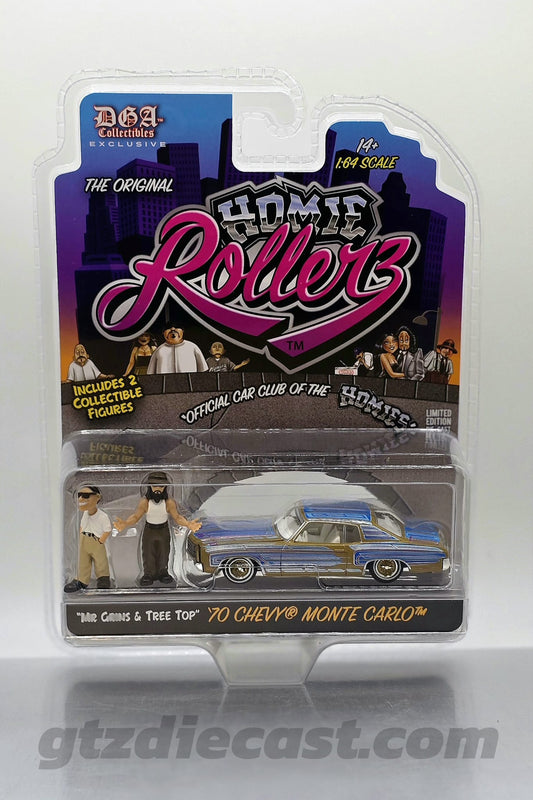 DGA™
Collectibles
EXCLUSIVE
14+
1:64 SCALE
THE ORIGINAL
HOMIE
Rollerz
TM
INCLUDES 2
COLLECTIBLE
FIGURES
"OFFICIAL CAR CLUB OF THE
HOMIES"
LIMITED
EDITION
"MR GRINS & TREE TOP" '70 CHEVY® MONTE CARLO™
gtzdiecast.com